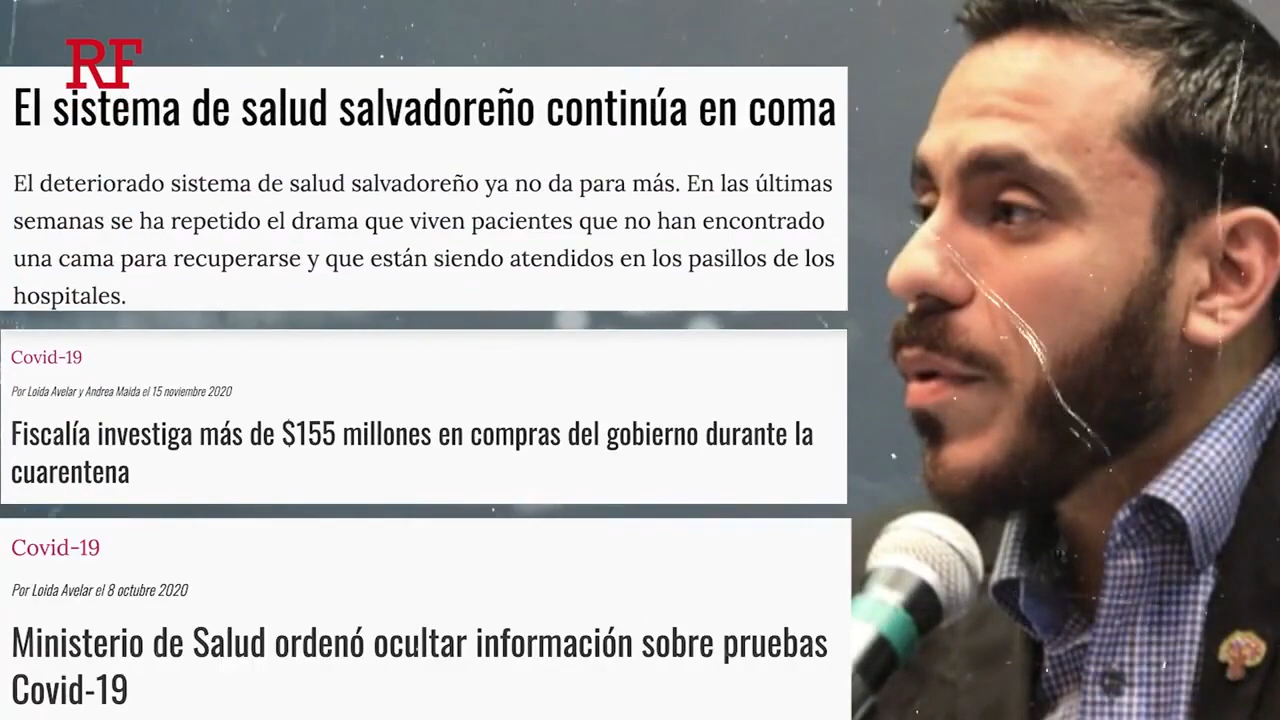 RF
El sistema de salud salvadoreño continúa en coma
El deteriorado sistema de salud salvadoreño ya no da para más. En las últimas
semanas se ha repetido el drama que viven pacientes que no han encontrado
una cama para recuperarse y que están siendo atendidos en los pasillos de los
hospitales.
Covid-19
Por Loida Avelar y Andrea Maida el 15 noviembre 2020
Fiscalía investiga más de $155 millones en compras del gobierno durante la
cuarentena
Covid-19
Por Loida Avelar el 8 octubre 2020
Ministerio de Salud ordenó ocultar información sobre pruebas
Covid-19